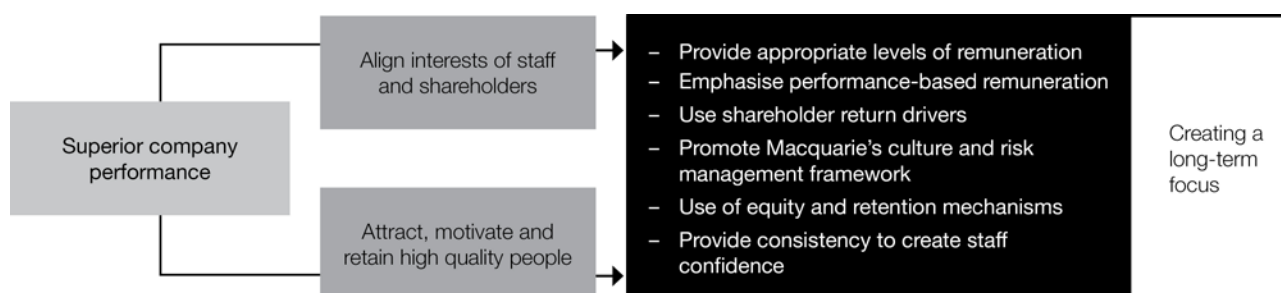 Superior company
performance
Align interests of staff
and shareholders
Attract, motivate and
retain high quality people
– Provide appropriate levels of remuneration
– Emphasise performance-based remuneration
– Use shareholder return drivers
– Promote Macquarie’s culture and risk
management framework
– Use of equity and retention mechanisms
– Provide consistency to create staff
confidence
Creating a
long-term
focus